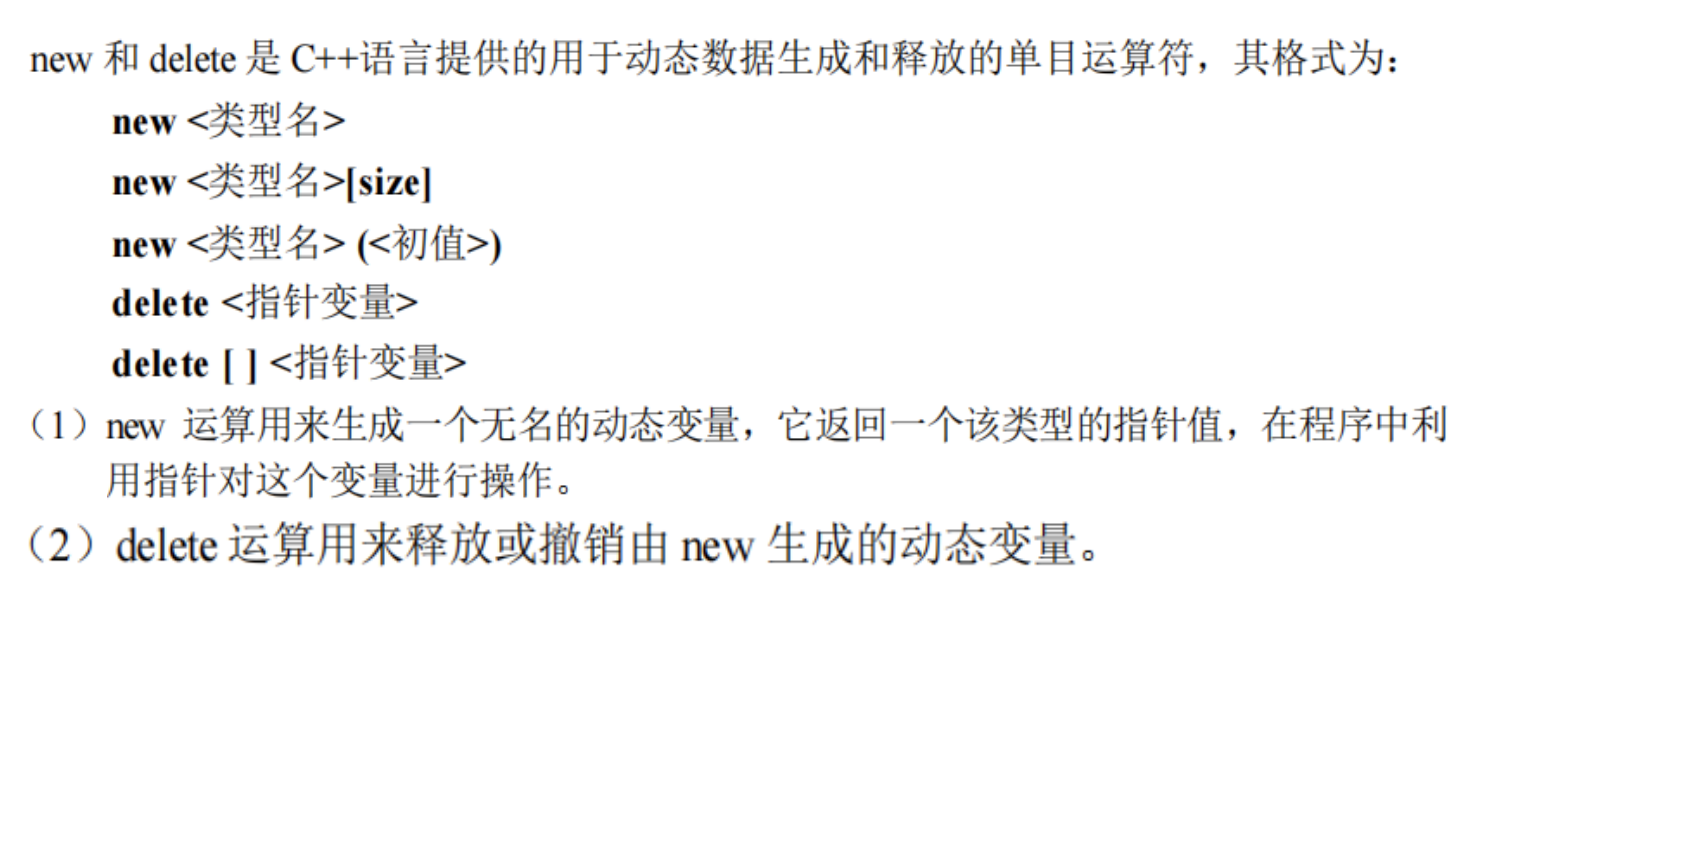 new 和 delete 是 C++语言提供的用于动态数据生成和释放的单目运算符，其格式为：
new <类型名>
new <类型名>[size]
new <类型名> (<初值>)
delete <指针变量>
delete [ ] <指针变量>
（1）new 运算用来生成一个无名的动态变量，它返回一个该类型的指针值，在程序中利
用指针对这个变量进行操作。
（2）delete 运算用来释放或撤销由 new 生成的动态变量。